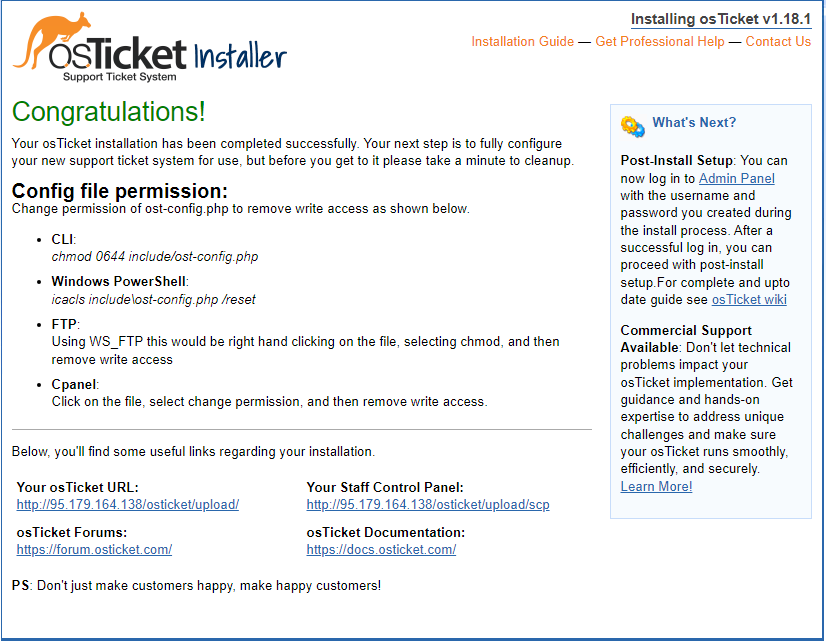 osTicket Installer
Support Ticket System
Installing osTicket v1.18.1
Installation Guide — Get Professional Help — Contact Us
Congratulations!
Your osTicket installation has been completed successfully. Your next step is to fully configure
your new support ticket system for use, but before you get to it please take a minute to cleanup.
Config file permission:
Change permission of ost-config.php to remove write access as shown below.
• CLI:
chmod 0644 include/ost-config.php
• Windows PowerShell:
icacls include\ost-config.php /reset
• FTP:
Using WS_FTP this would be right hand clicking on the file, selecting chmod, and then
remove write access
• Cpanel:
Click on the file, select change permission, and then remove write access.
Below, you'll find some useful links regarding your installation.
Your osTicket URL:
http://95.179.164.138/osticket/upload/
Your Staff Control Panel:
http://95.179.164.138/osticket/upload/scp
osTicket Forums:
https://forum.osticket.com/
osTicket Documentation:
https://docs.osticket.com/
PS: Don't just make customers happy, make happy customers!
What's Next?
Post-Install Setup: You can
now log in to Admin Panel
with the username and
password you created during
the install process. After a
successful log in, you can
proceed with post-install
setup.For complete and upto
date guide see osTicket wiki
Commercial Support
Available: Don't let technical
problems impact your
osTicket implementation. Get
guidance and hands-on
expertise to address unique
challenges and make sure
your osTicket runs smoothly,
efficiently, and securely.
Learn More!